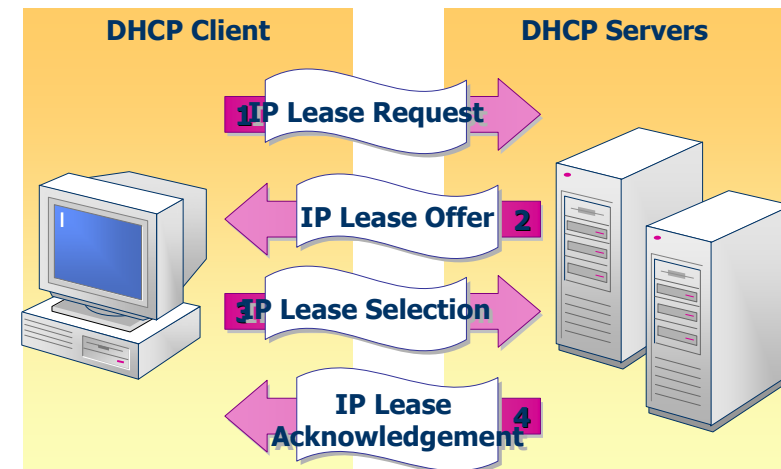 DHCP Client
DHCP Servers
1 IP Lease Request
IP Lease Offer 2
3 IP Lease Selection
IP Lease
Acknowledgement 4